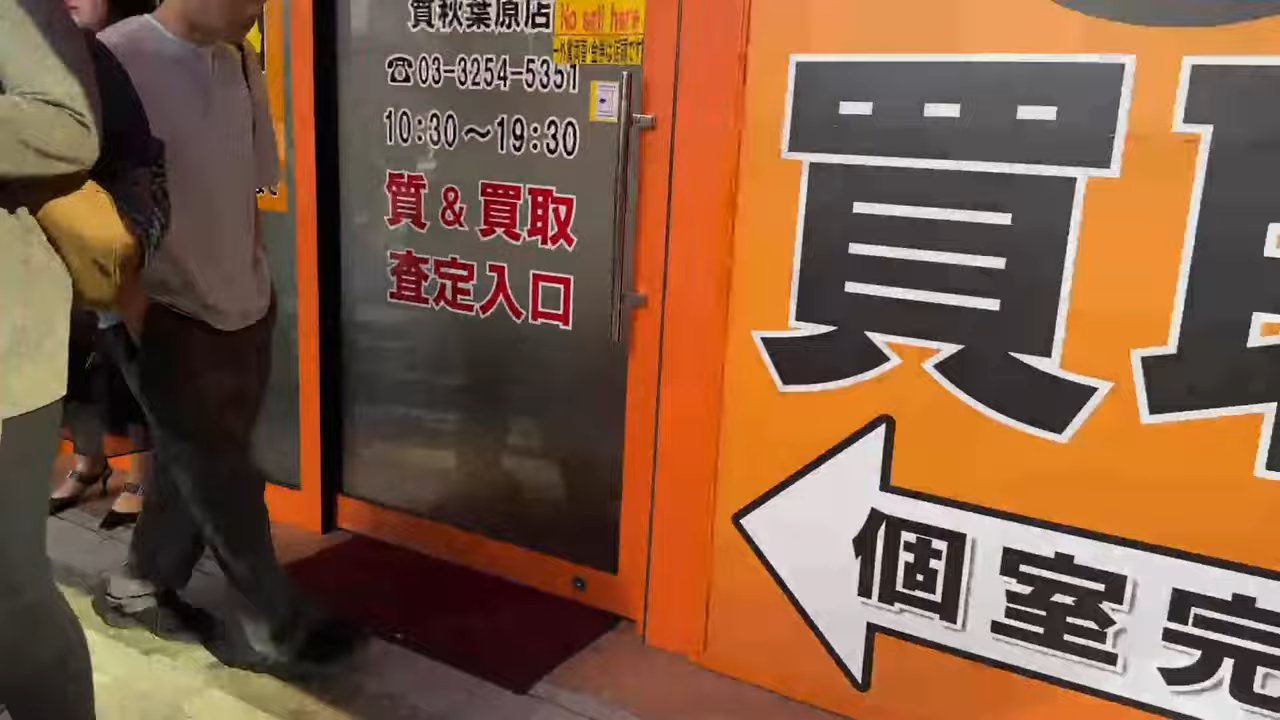 質秋葉原店
No sell here
☎03-3254-5351
10:30〜19:30
質&買取
査定入口
買取
個室完